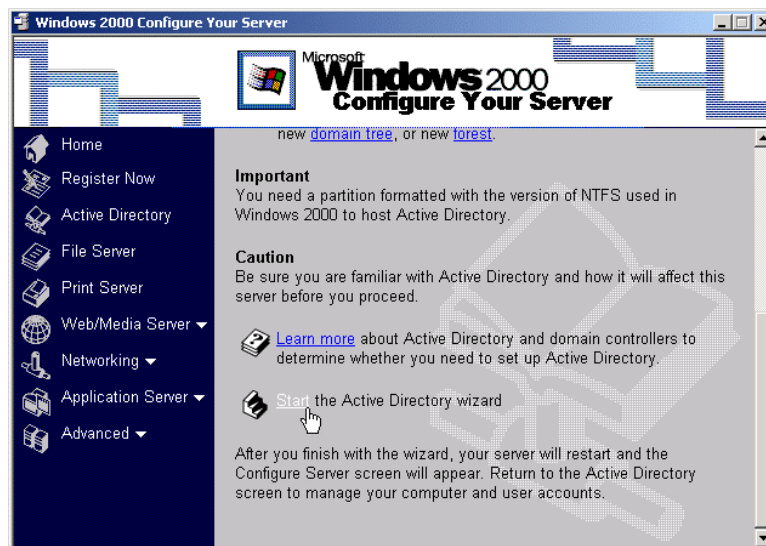 Windows 2000 Configure Your Server
Microsoft
Windows 2000
Configure Your Server
Home
Register Now
Active Directory
File Server
Print Server
Web/Media Server
Networking
Application Server
Advanced
new domain tree, or new forest.
Important
You need a partition formatted with the version of NTFS used in
Windows 2000 to host Active Directory.
Caution
Be sure you are familiar with Active Directory and how it will affect this
server before you proceed.
Learn more about Active Directory and domain controllers to
determine whether you need to set up Active Directory.
Start the Active Directory wizard
After you finish with the wizard, your server will restart and the
Configure Server screen will appear. Return to the Active Directory
screen to manage your computer and user accounts.